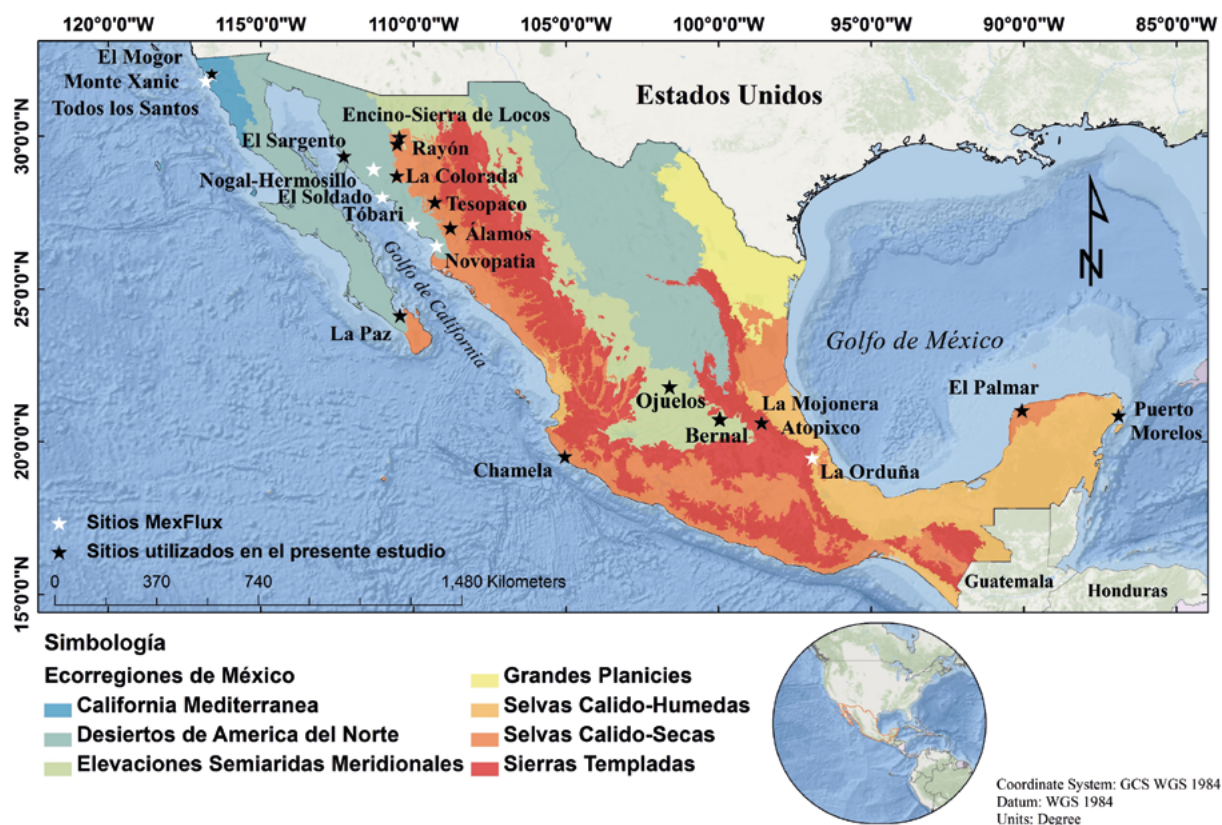 120°0'0"W
115°0'0"W
110°0'0"W
105°0'0"W
100°0'0"W
95°0'0"W
90°0'0"W
85°0'0"W
30°0'0"N
25°0'0"N
20°0'0"N
15°0'0"N
El Mogor
Monte Xanic
Todos los Santos
Estados Unidos
Encino-Sierra de Locos
El Sargento
Rayón
Nogal-Hermosillo
La Colorada
El Soldado
Tesopaco
Tóbari
Álamos
Novopatia
Golfo de California
La Paz
Golfo de México
Ojuelos
La Mojonera
El Palmar
Bernal
Atopixco
Puerto
Morelos
Chamela
La Orduña
N
Sitios MexFlux
Sitios utilizados en el presente estudio
0 370 740 1,480 Kilometers
Guatemala
Honduras
Simbología
Ecorregiones de México
California Mediterranea
Desiertos de America del Norte
Elevaciones Semiaridas Meridionales
Grandes Planicies
Selvas Calido-Humedas
Selvas Calido-Secas
Sierras Templadas
Coordinate System: GCS WGS 1984
Datum: WGS 1984
Units: Degree